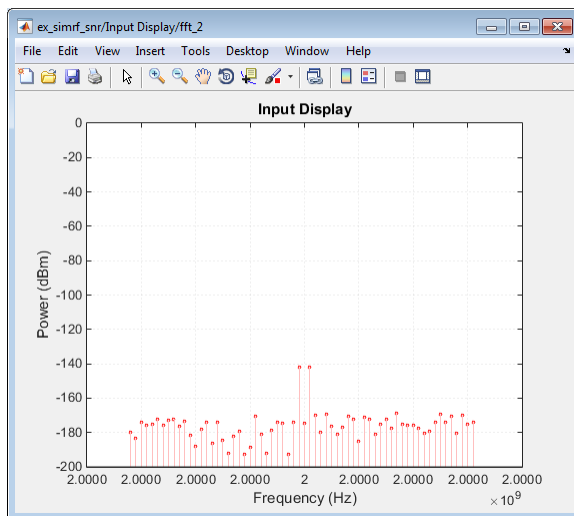 ex_simrf_snr/Input Display/fft_2
File Edit View Insert Tools Desktop Window Help
Input Display
0
-20
-40
-60
-80
-100
-120
-140
-160
-180
-200
Power (dBm)
2.0000 2.0000 2.0000 2.0000 2 2.0000 2.0000 2.0000 2.0000
Frequency (Hz)
×10^9